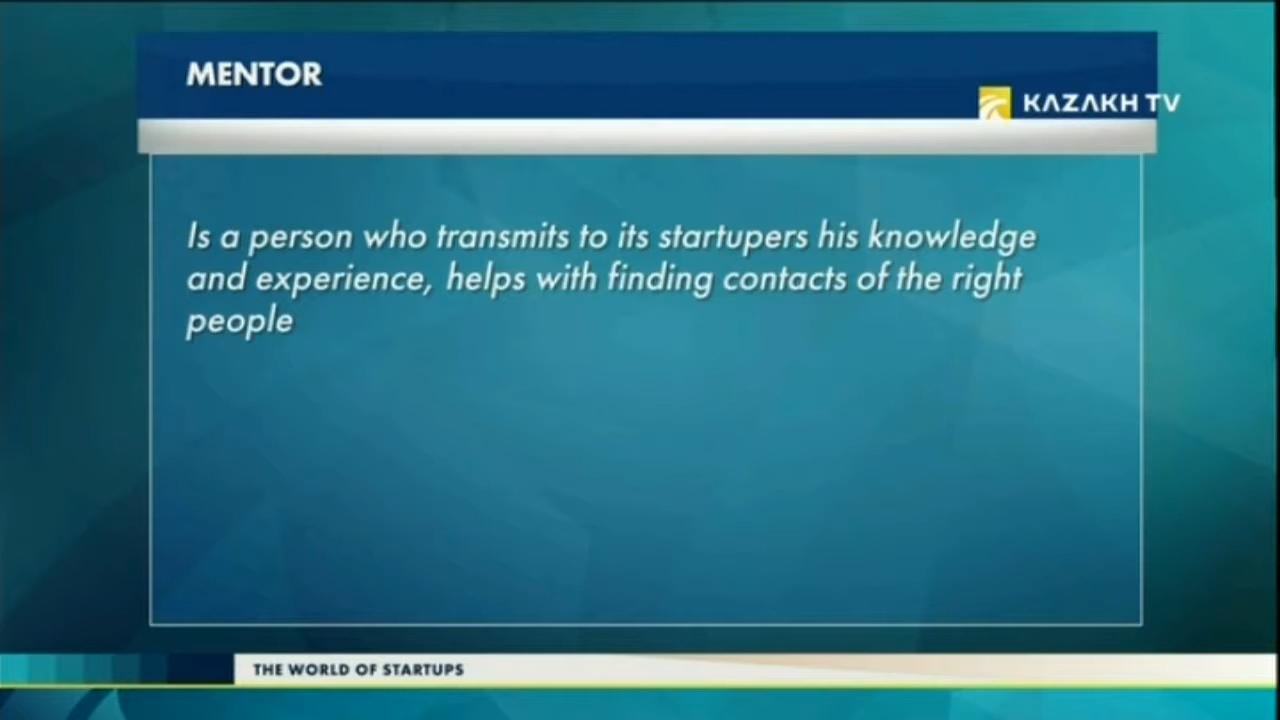 MENTOR
KAZAKH TV
Is a person who transmits to its startupers his knowledge
and experience, helps with finding contacts of the right
people
THE WORLD OF STARTUPS